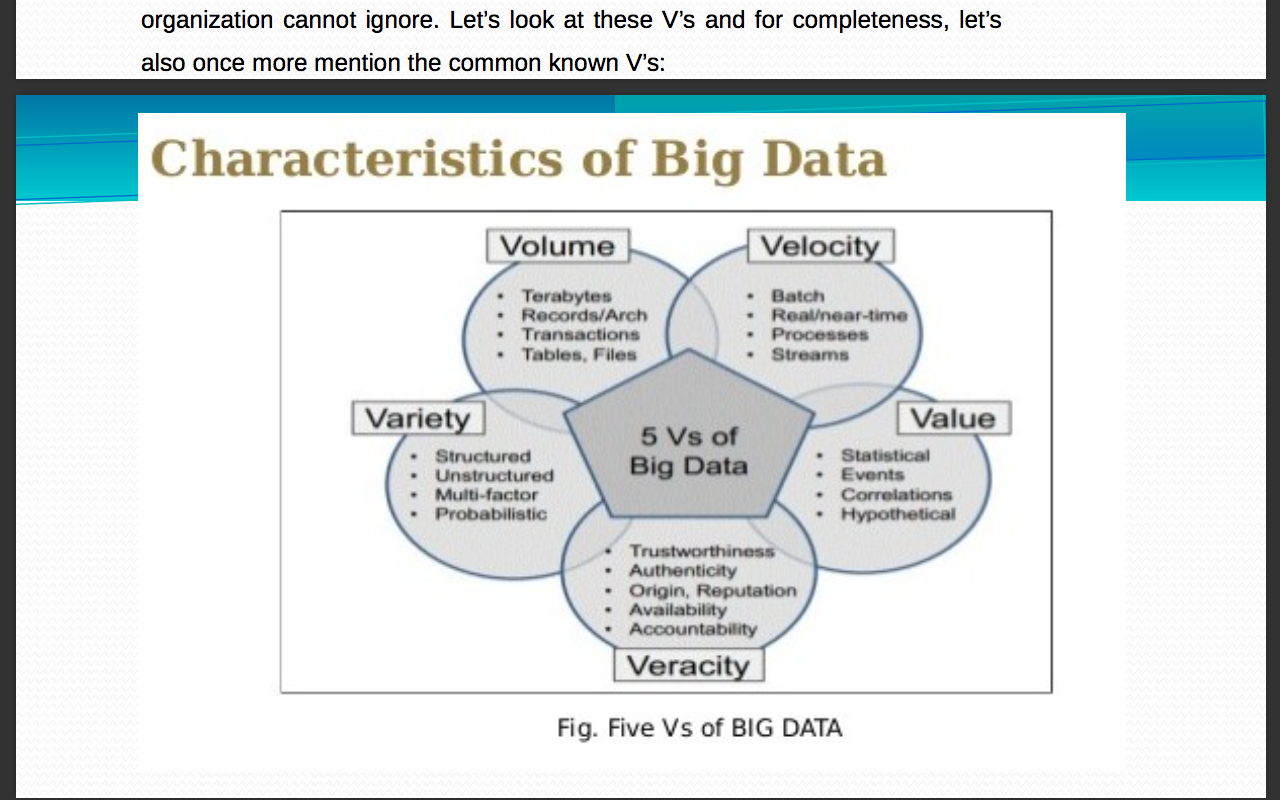 organization cannot ignore. Let’s look at these V’s and for completeness, let’s
also once more mention the common known V’s:
Characteristics of Big Data
Volume
• Terabytes
• Records/Arch
• Transactions
• Tables, Files
Velocity
• Batch
• Real/near-time
• Processes
• Streams
Variety
• Structured
• Unstructured
• Multi-factor
• Probabilistic
5 Vs of
Big Data
Value
• Statistical
• Events
• Correlations
• Hypothetical
• Trustworthiness
• Authenticity
• Origin, Reputation
• Availability
• Accountability
Veracity
Fig. Five Vs of BIG DATA